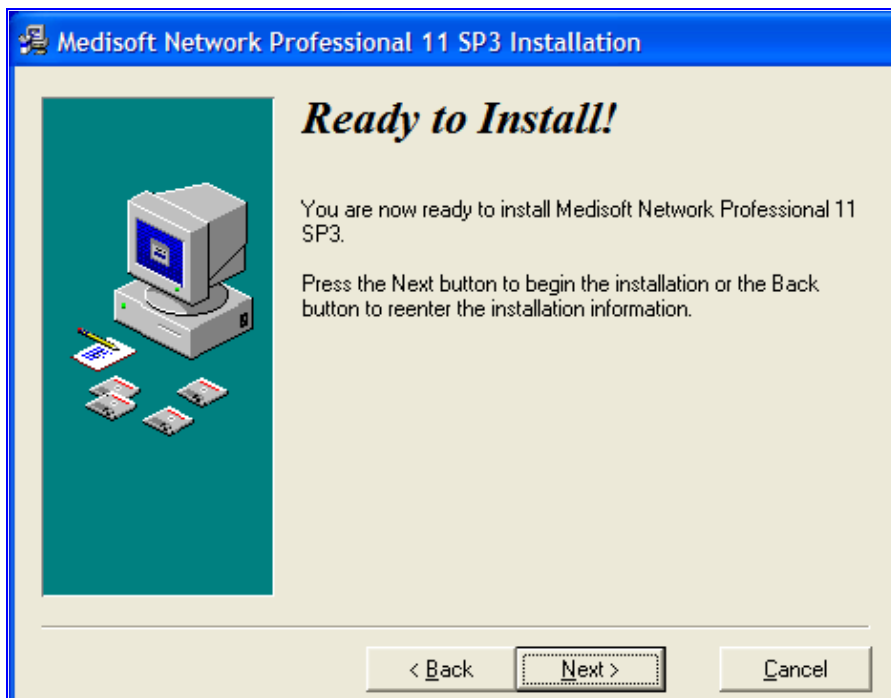 Medisoft Network Professional 11 SP3 Installation
Ready to Install!
You are now ready to install Medisoft Network Professional 11
SP3.
Press the Next button to begin the installation or the Back
button to reenter the installation information.
< Back
Next >
Cancel